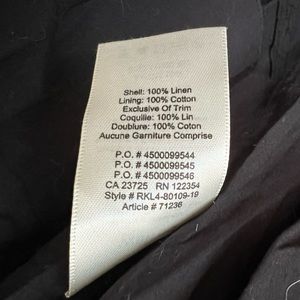 Shell: 100% Linen
Lining: 100% Cotton
Exclusive Of Trim
Coquille: 100% Lin
Doublure: 100% Coton
Aucune Garniture Comprise
P.O. # 4500099544
P.O. # 4500099545
P.O. # 4500099546
CA 23725 RN 122354
Style # RKL4-80109-19
Article # 71236